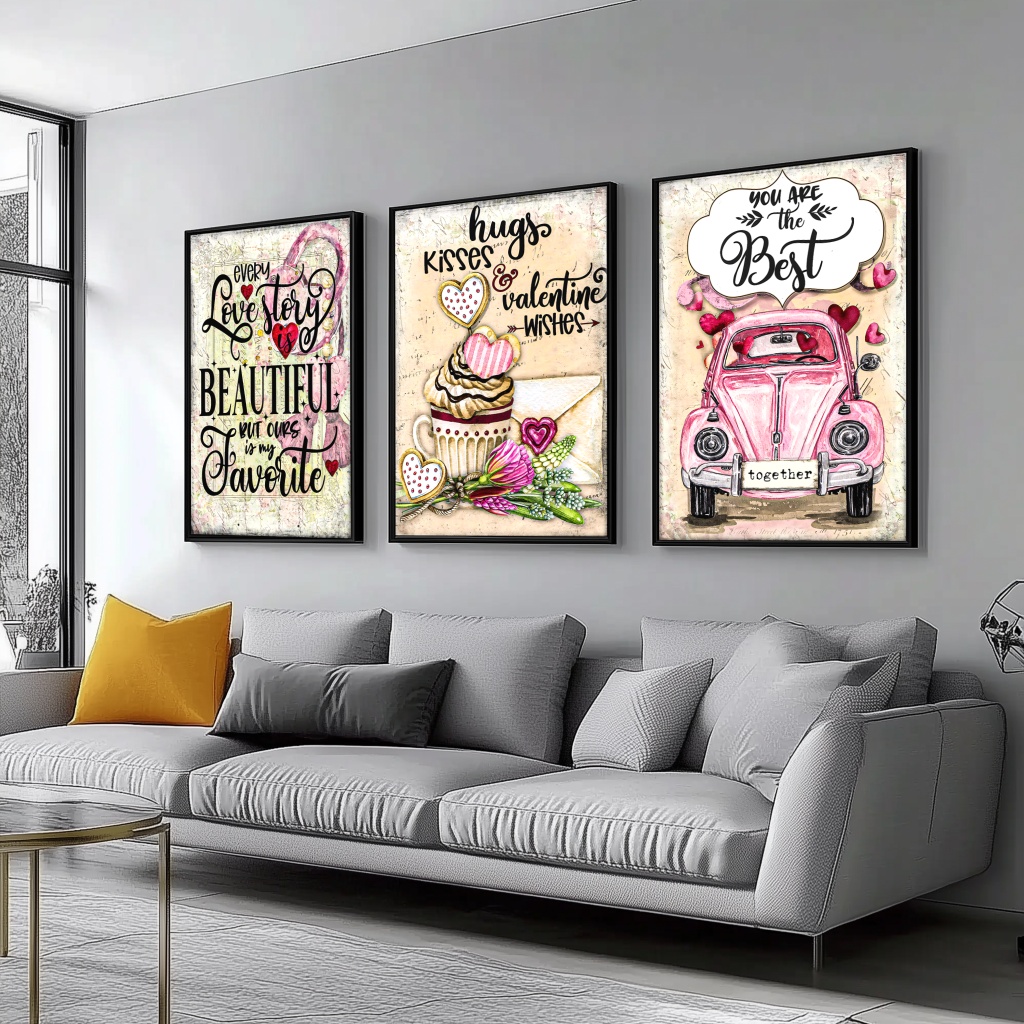 every
Love story
is
BEAUTIFUL
BUT OURS
is my
Favorite
hugs
Kisses
&
valentine
Wishes
YOU ARE
the
Best
together